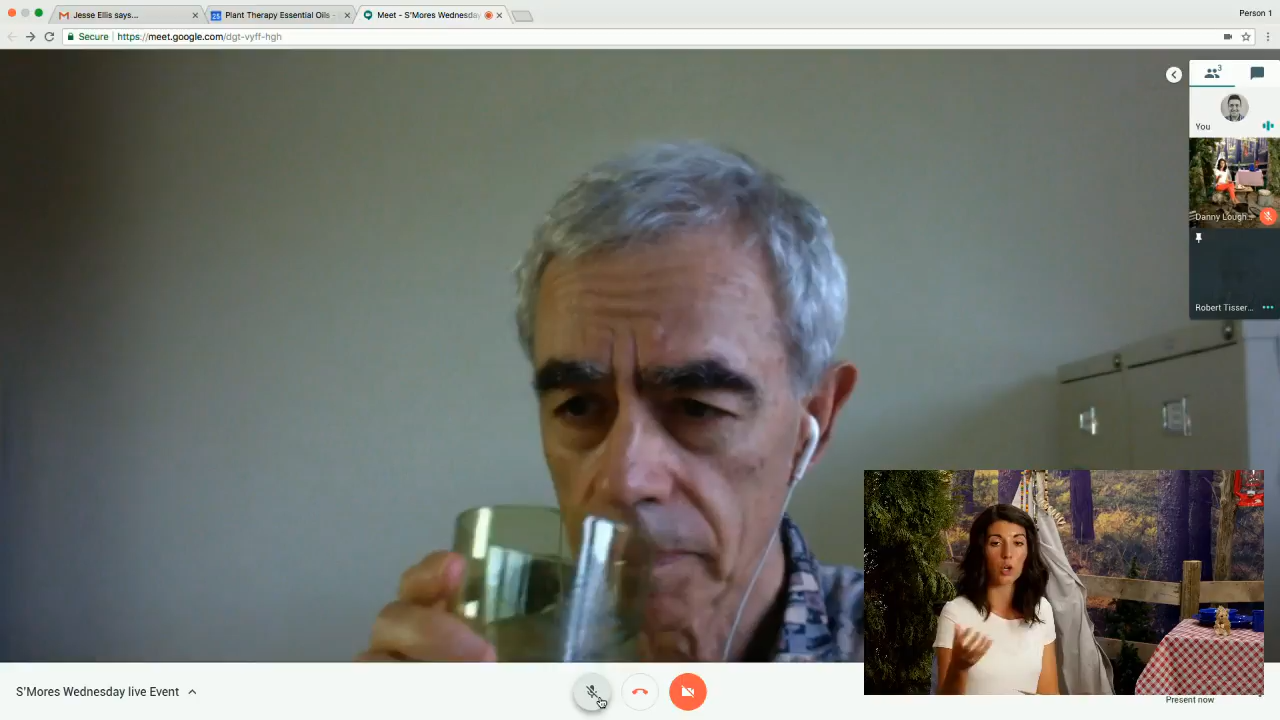 Jesse Ellis says...
Plant Therapy Essential Oils -
Meet - S'Mores Wednesday
Person 1
Secure
https://meet.google.com/dgt-vyff-hgh
3
You
Danny Lough...
Robert Tisser...
S'Mores Wednesday live Event
Present now